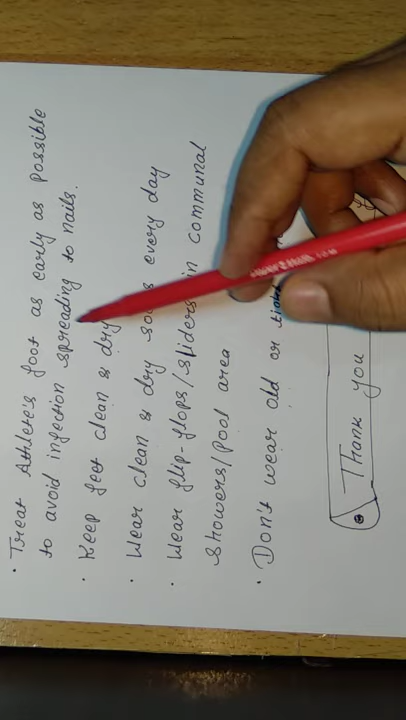 • Treat Athlete's foot as early as possible
to avoid infection spreading to nails.
• Keep feet clean & dry
• Wear clean & dry every day
• Wear flip-flops/sliders in communal
showers/pool area
• Don't wear old or
Thank you